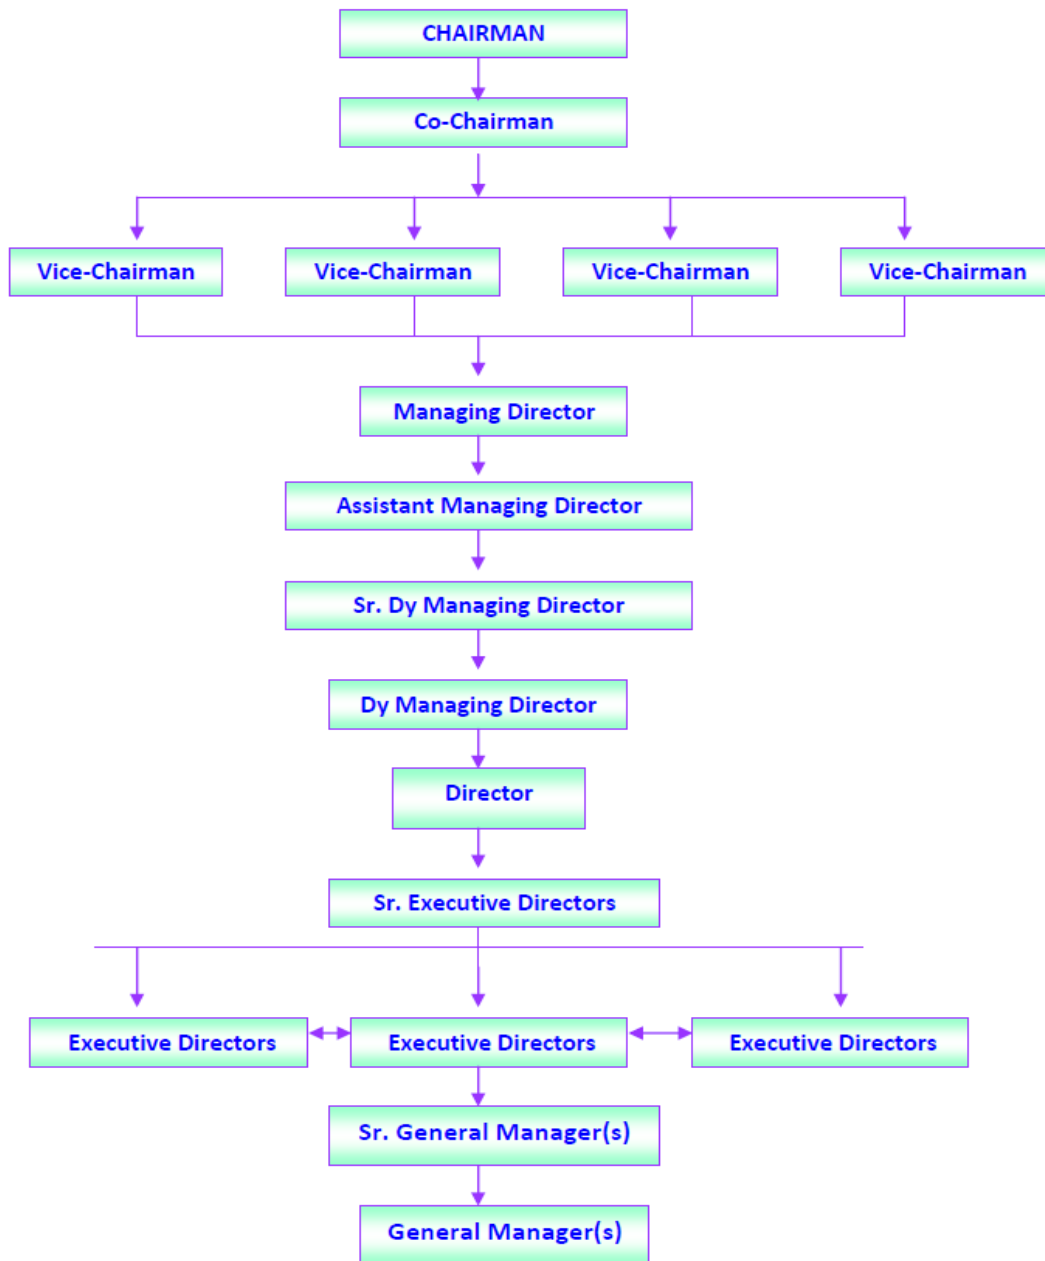 CHAIRMAN
Co-Chairman
Vice-Chairman
Vice-Chairman
Vice-Chairman
Vice-Chairman
Managing Director
Assistant Managing Director
Sr. Dy Managing Director
Dy Managing Director
Director
Sr. Executive Directors
Executive Directors
Executive Directors
Executive Directors
Sr. General Manager(s)
General Manager(s)